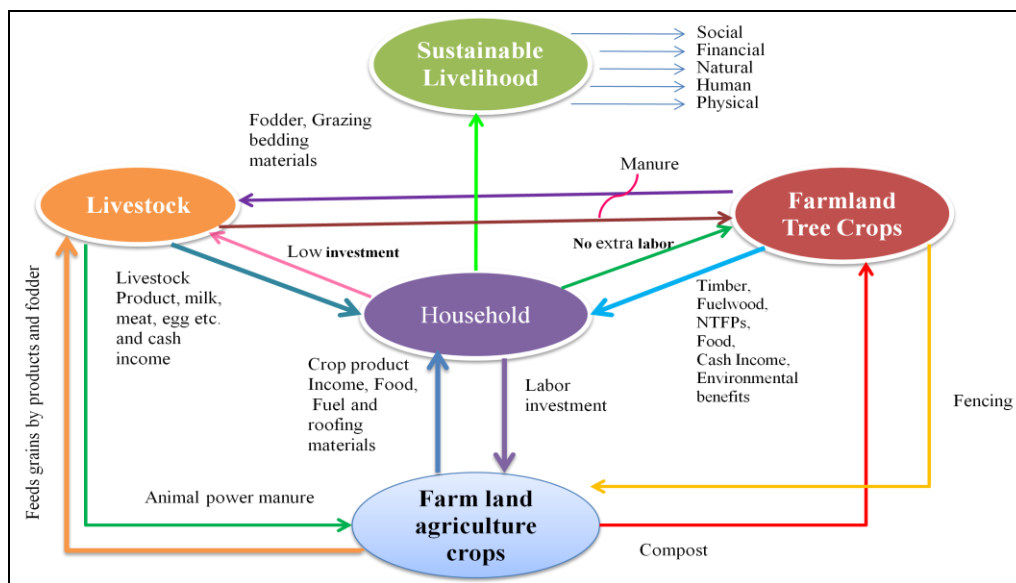 Sustainable
Livelihood
Social
Financial
Natural
Human
Physical
Fodder, Grazing
bedding
materials
Manure
Livestock
Farmland
Tree Crops
Low investment
No extra labor
Livestock
Product, milk,
meat, egg etc.
and cash
income
Household
Timber,
Fuelwood,
NTFPs,
Food,
Cash Income,
Environmental
benefits
Crop product
Income, Food,
Fuel and
roofing
materials
Labor
investment
Fencing
Feeds grains by products and fodder
Animal power manure
Farm land
agriculture
crops
Compost